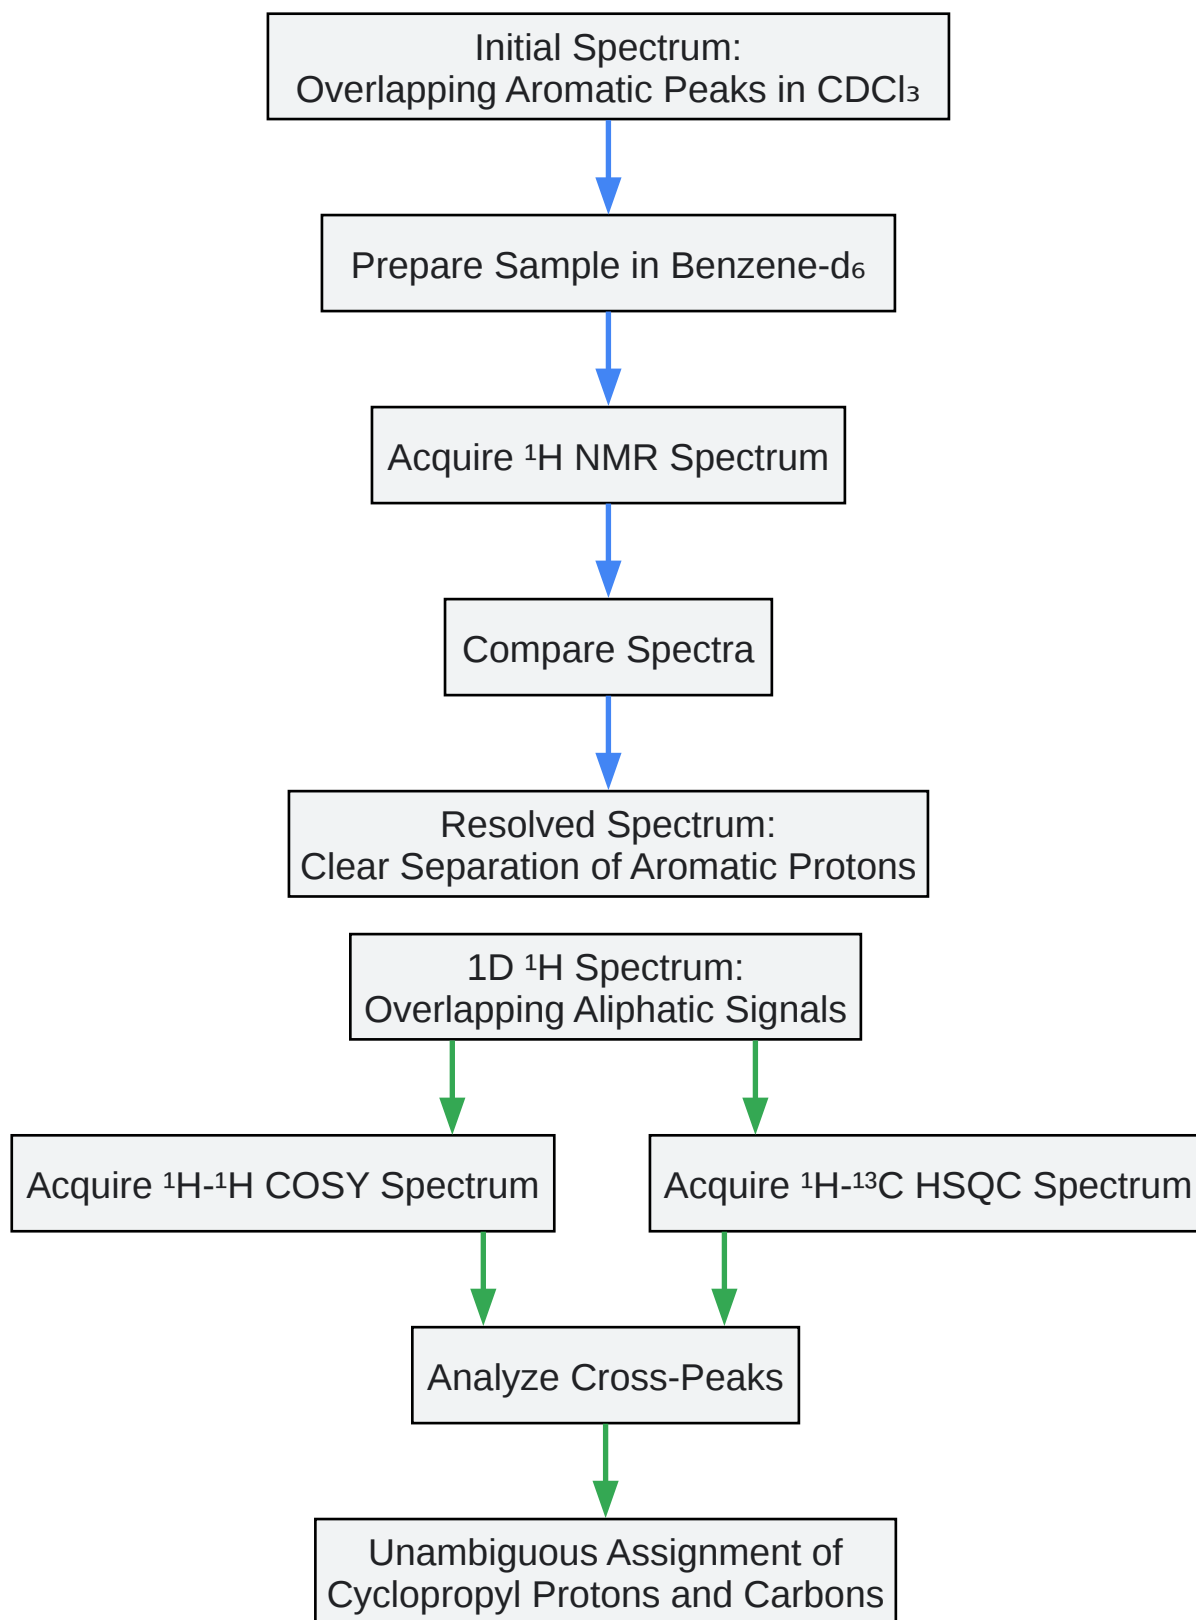 Initial Spectrum:
Overlapping Aromatic Peaks in CDCl₃
Prepare Sample in Benzene-d₆
Acquire ¹H NMR Spectrum
Compare Spectra
Resolved Spectrum:
Clear Separation of Aromatic Protons
1D ¹H Spectrum:
Overlapping Aliphatic Signals
Acquire ¹H-¹H COSY Spectrum
Acquire ¹H-¹³C HSQC Spectrum
Analyze Cross-Peaks
Unambiguous Assignment of
Cyclopropyl Protons and Carbons